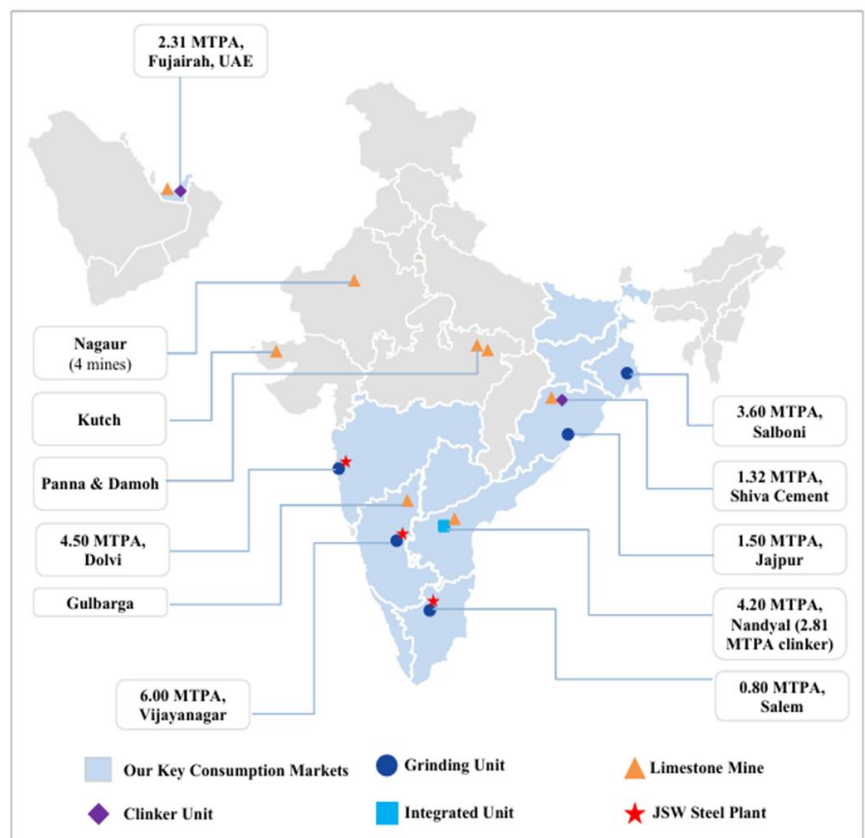 2.31 MTPA,
Fujairah, UAE
Nagaur
(4 mines)
Kutch
Panna & Damoh
4.50 MTPA,
Dolvi
Gulbarga
6.00 MTPA,
Vijayanagar
3.60 MTPA,
Salboni
1.32 MTPA,
Shiva Cement
1.50 MTPA,
Jajpur
4.20 MTPA,
Nandyal (2.81
MTPA clinker)
0.80 MTPA,
Salem
Our Key Consumption Markets
Grinding Unit
Limestone Mine
Clinker Unit
Integrated Unit
JSW Steel Plant